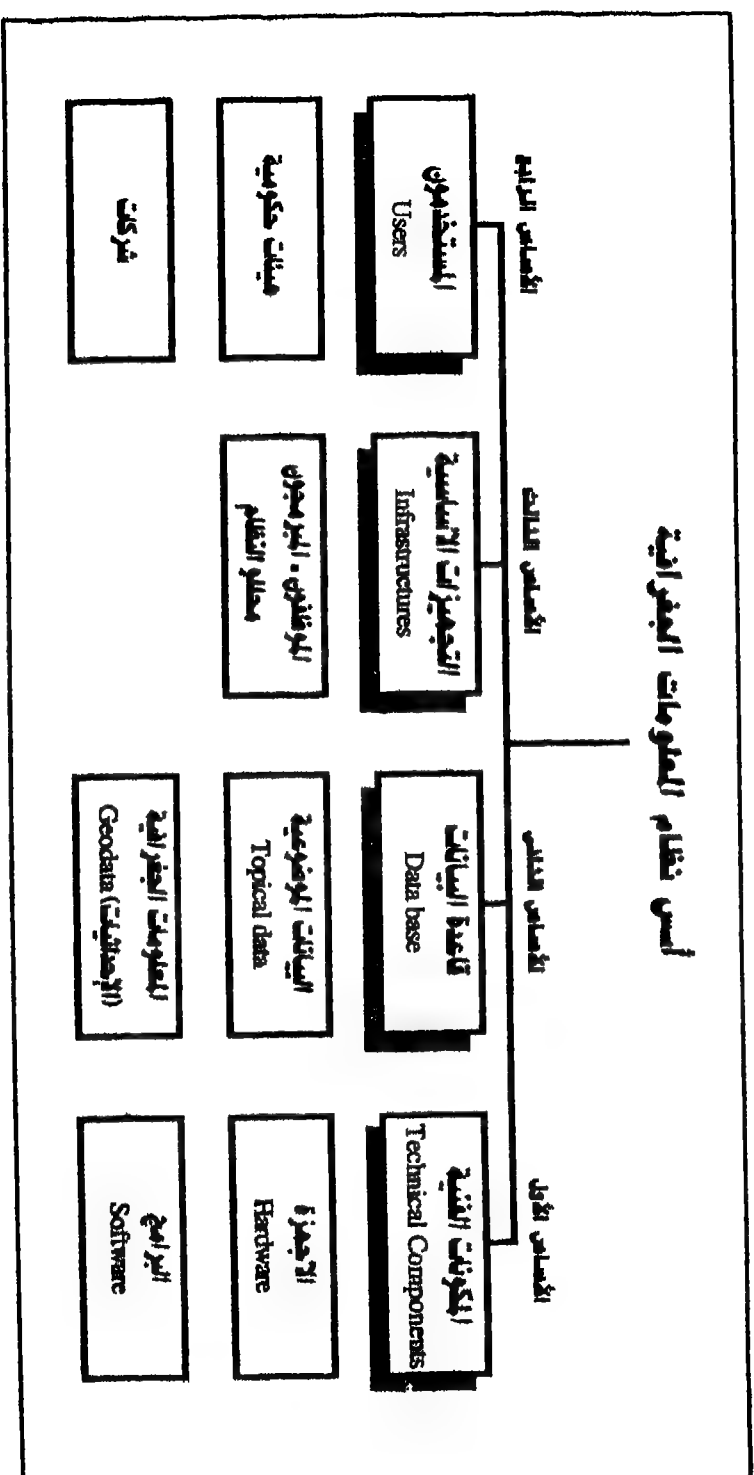 أسس نظام المعلومات الجغرافية
الأساس الأول
المكونات الفنية
Technical Components
الأجهزة
Hardware
البرامج
Software
الأساس الثاني
قاعدة البيانات
Data base
البيانات الموضوعية
Topical data
المعلومات الجغرافية
(الإحداثيات) Geodata
الأساس الثالث
التجهيزات الأساسية
Infrastructures
الموظفون - المبرمجون
محللو النظام
الأساس الرابع
المستخدمون
Users
هيئات حكومية
شركات